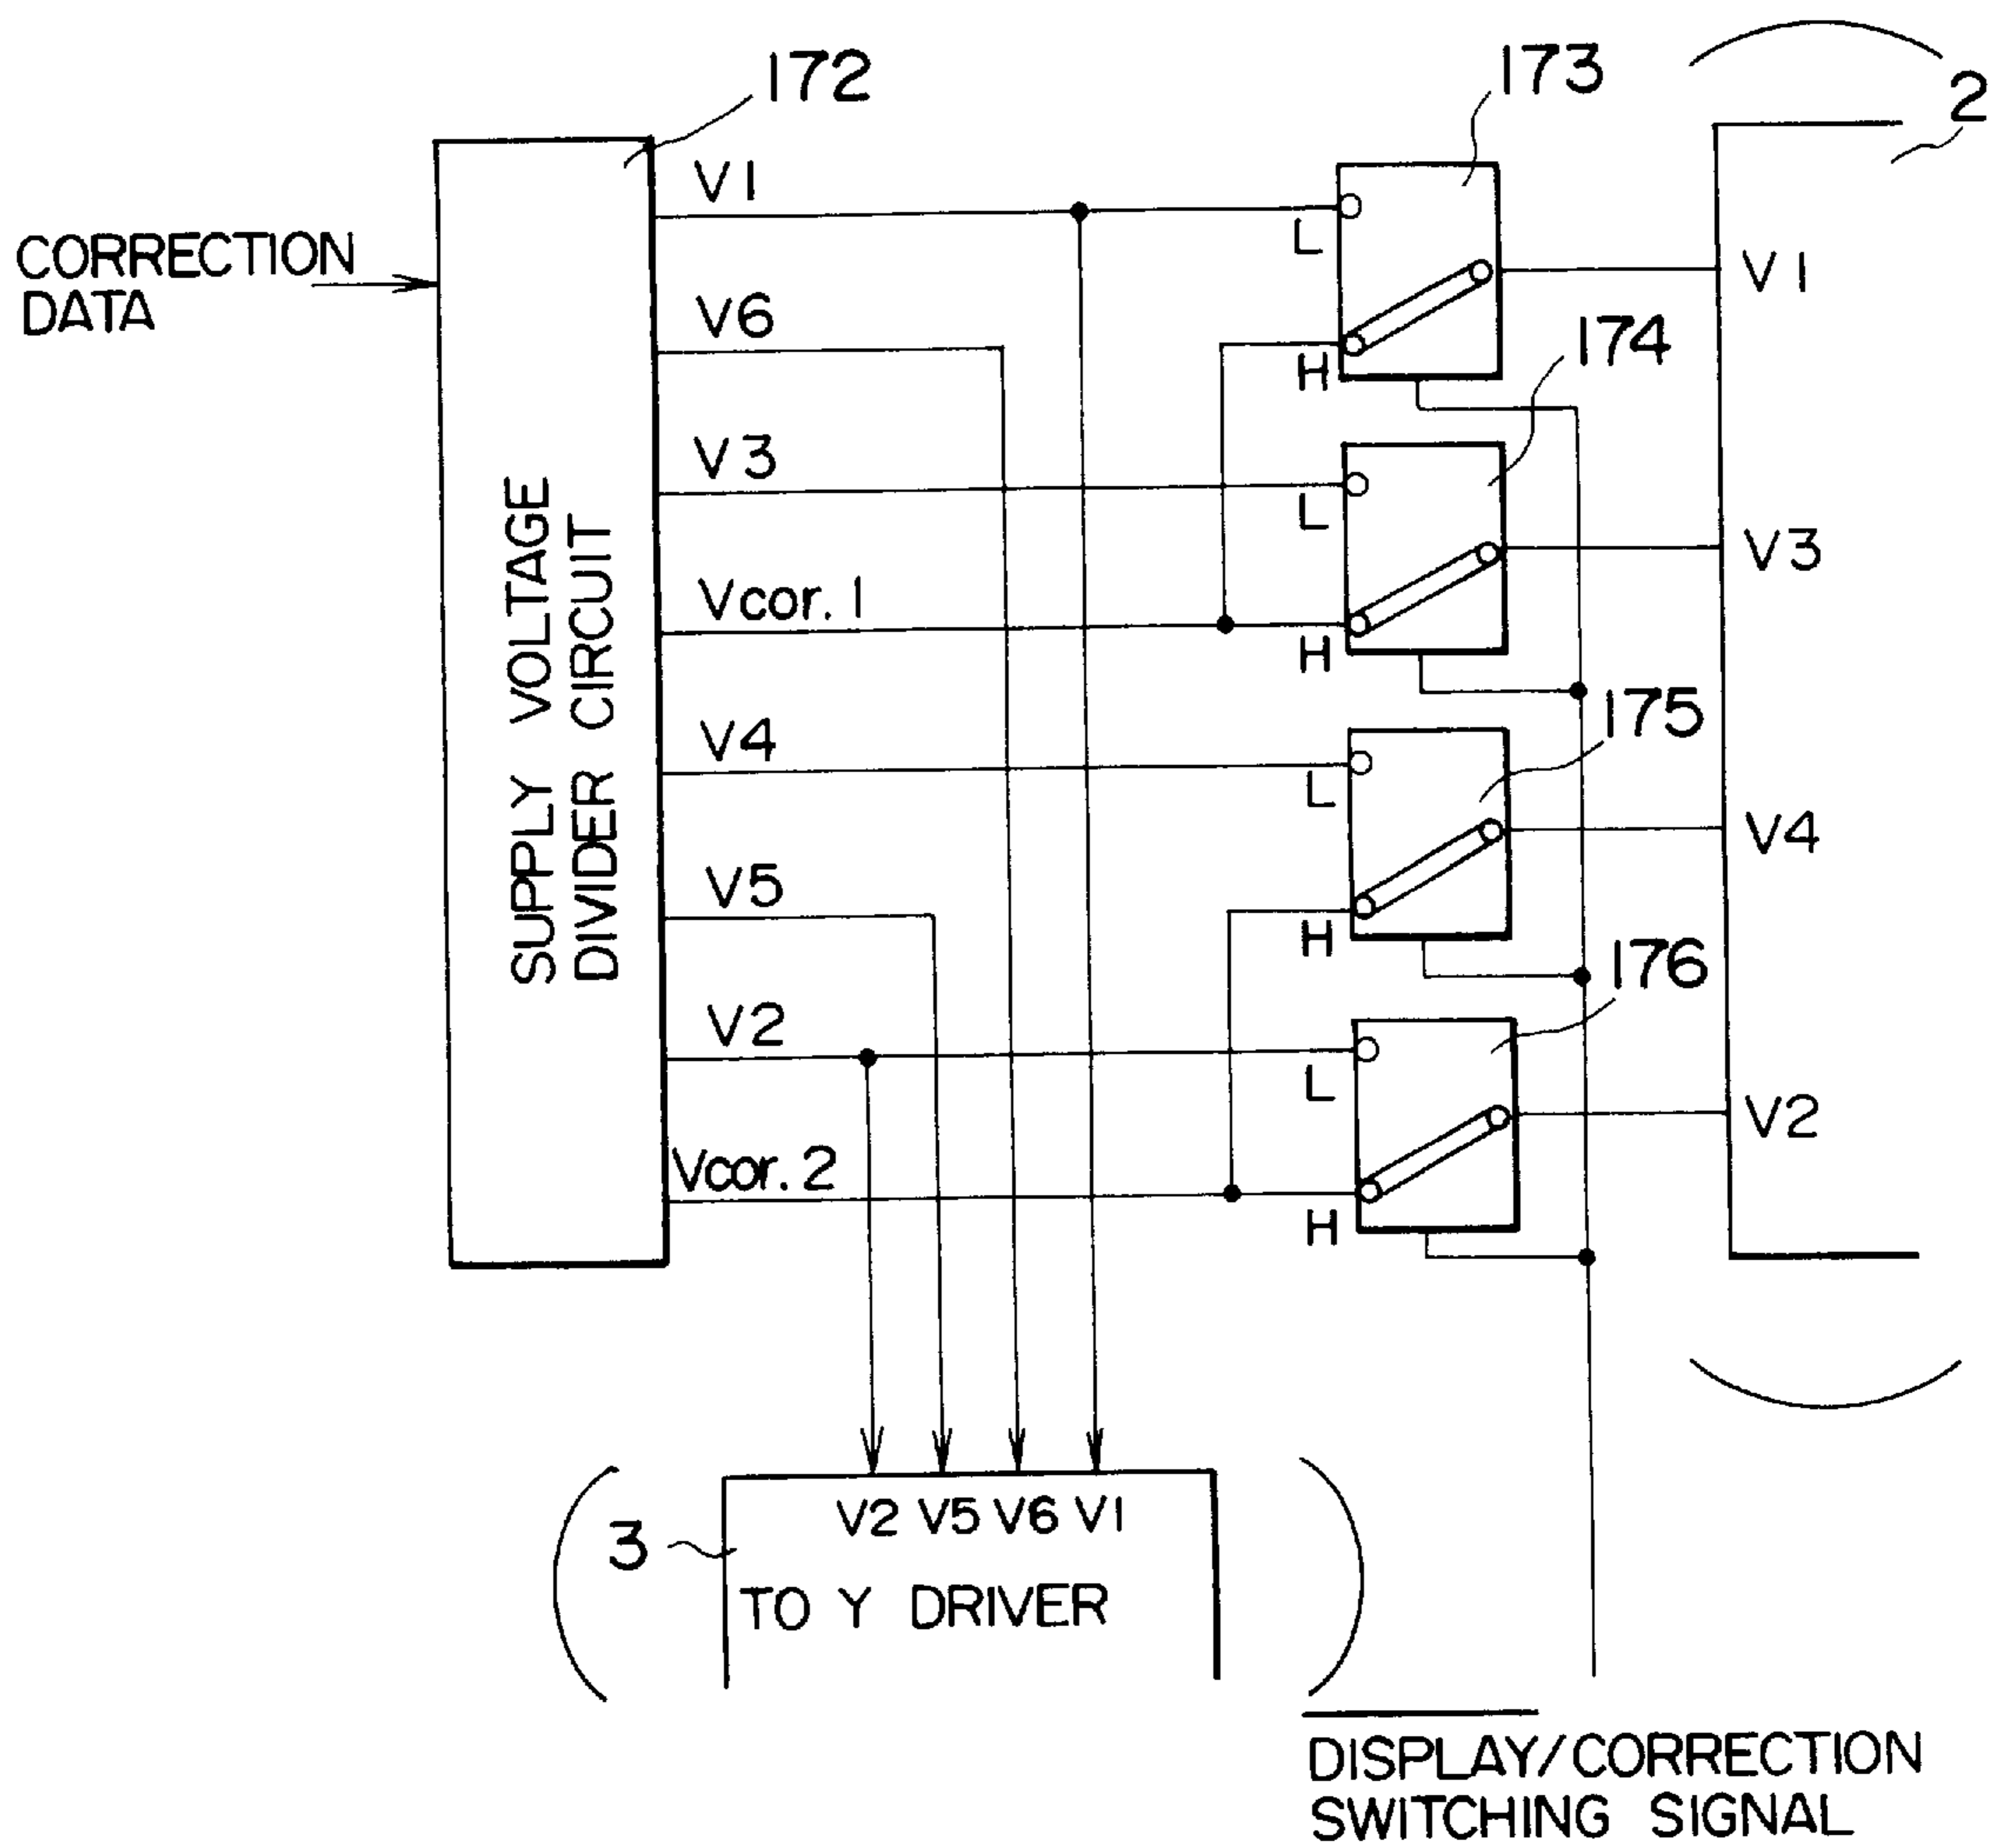 172
173
2
V1
L
CORRECTION
DATA
V1
V6
H
174
V3
L
V3
SUPPLY VOLTAGE
DIVIDER CIRCUIT
Vcor.1
H
175
V4
L
V4
V5
H
176
V2
L
V2
Vcor.2
H
V2 V5 V6 V1
3
TO Y DRIVER
DISPLAY/CORRECTION
SWITCHING SIGNAL